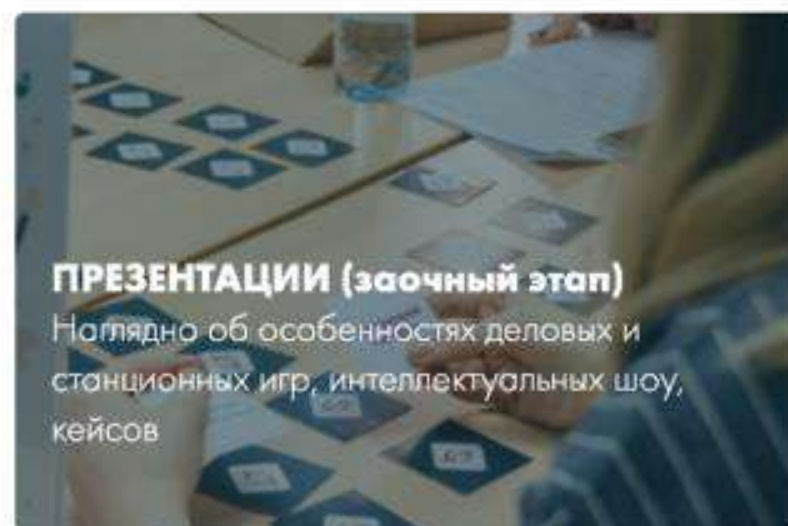 ПРЕЗЕНТАЦИИ (заочный этап)
Наглядно об особенностях деловых и
станционных игр, интеллектуальных шоу,
кейсов